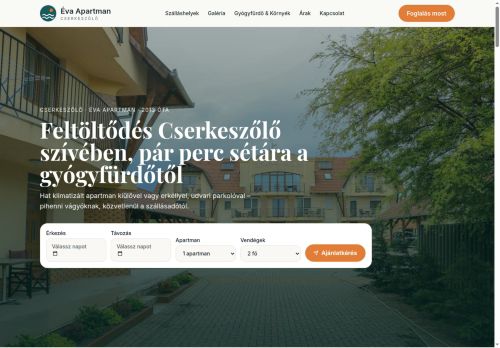 Éva Apartman
CSERKESZŐLŐ
Szálláshelyek
Galéria
Gyógyfürdő & Környék
Árak
Kapcsolat
Foglalás most
CSERKESZŐLŐ · ÉVA APARTMAN · 2015 ÓTA
Feltöltődés Cserkeszőlő
szívében, pár perc sétára a
gyógyfürdőtől
Hat klimatizált apartman kiülővel vagy erkéllyel, udvari parkolóval –
pihenni vágyóknak, közvetlenül a szállásadótól.
Érkezés
Távozás
Apartman
Vendégek
Válassz napot
Válassz napot
1 apartman
2 fő
Ajánlatkérés